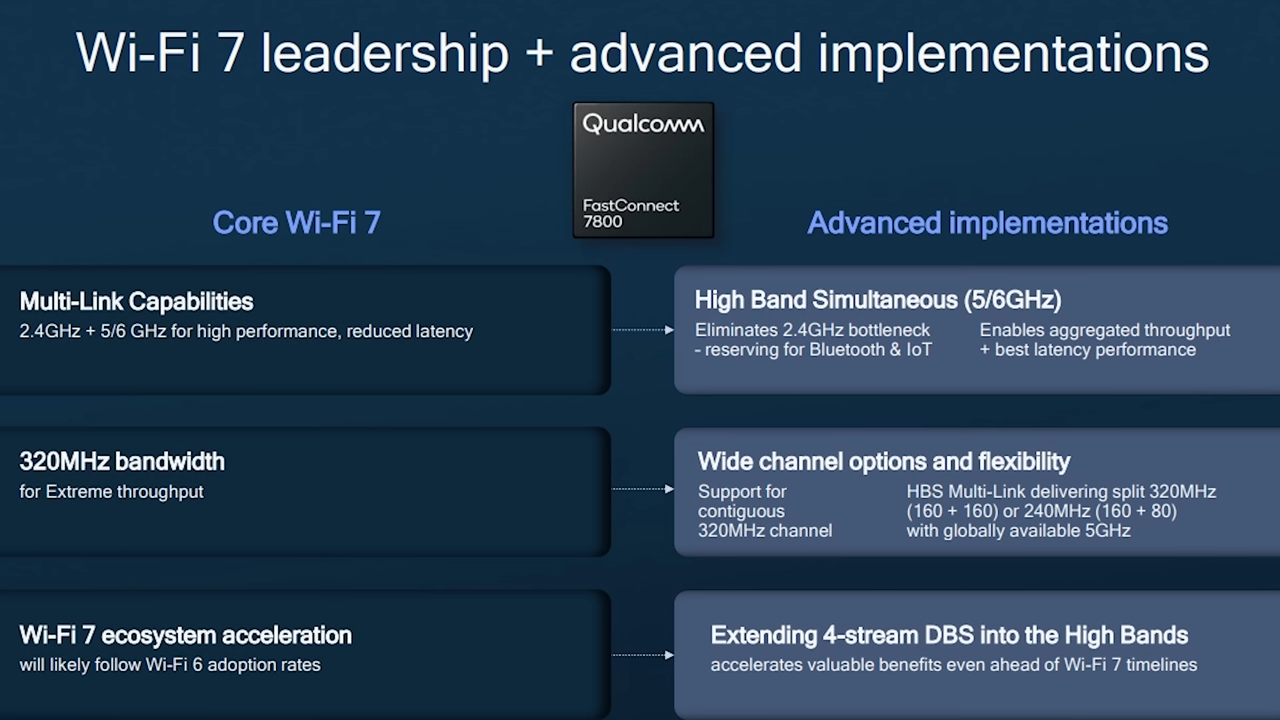 Wi-Fi 7 leadership + advanced implementations
Qualcomm
FastConnect
7800
Core Wi-Fi 7
Advanced implementations
Multi-Link Capabilities
2.4GHz + 5/6 GHz for high performance, reduced latency
High Band Simultaneous (5/6GHz)
Eliminates 2.4GHz bottleneck
- reserving for Bluetooth & IoT
Enables aggregated throughput
+ best latency performance
320MHz bandwidth
for Extreme throughput
Wide channel options and flexibility
Support for
contiguous
320MHz channel
HBS Multi-Link delivering split 320MHz
(160 + 160) or 240MHz (160 + 80)
with globally available 5GHz
Wi-Fi 7 ecosystem acceleration
will likely follow Wi-Fi 6 adoption rates
Extending 4-stream DBS into the High Bands
accelerates valuable benefits even ahead of Wi-Fi 7 timelines